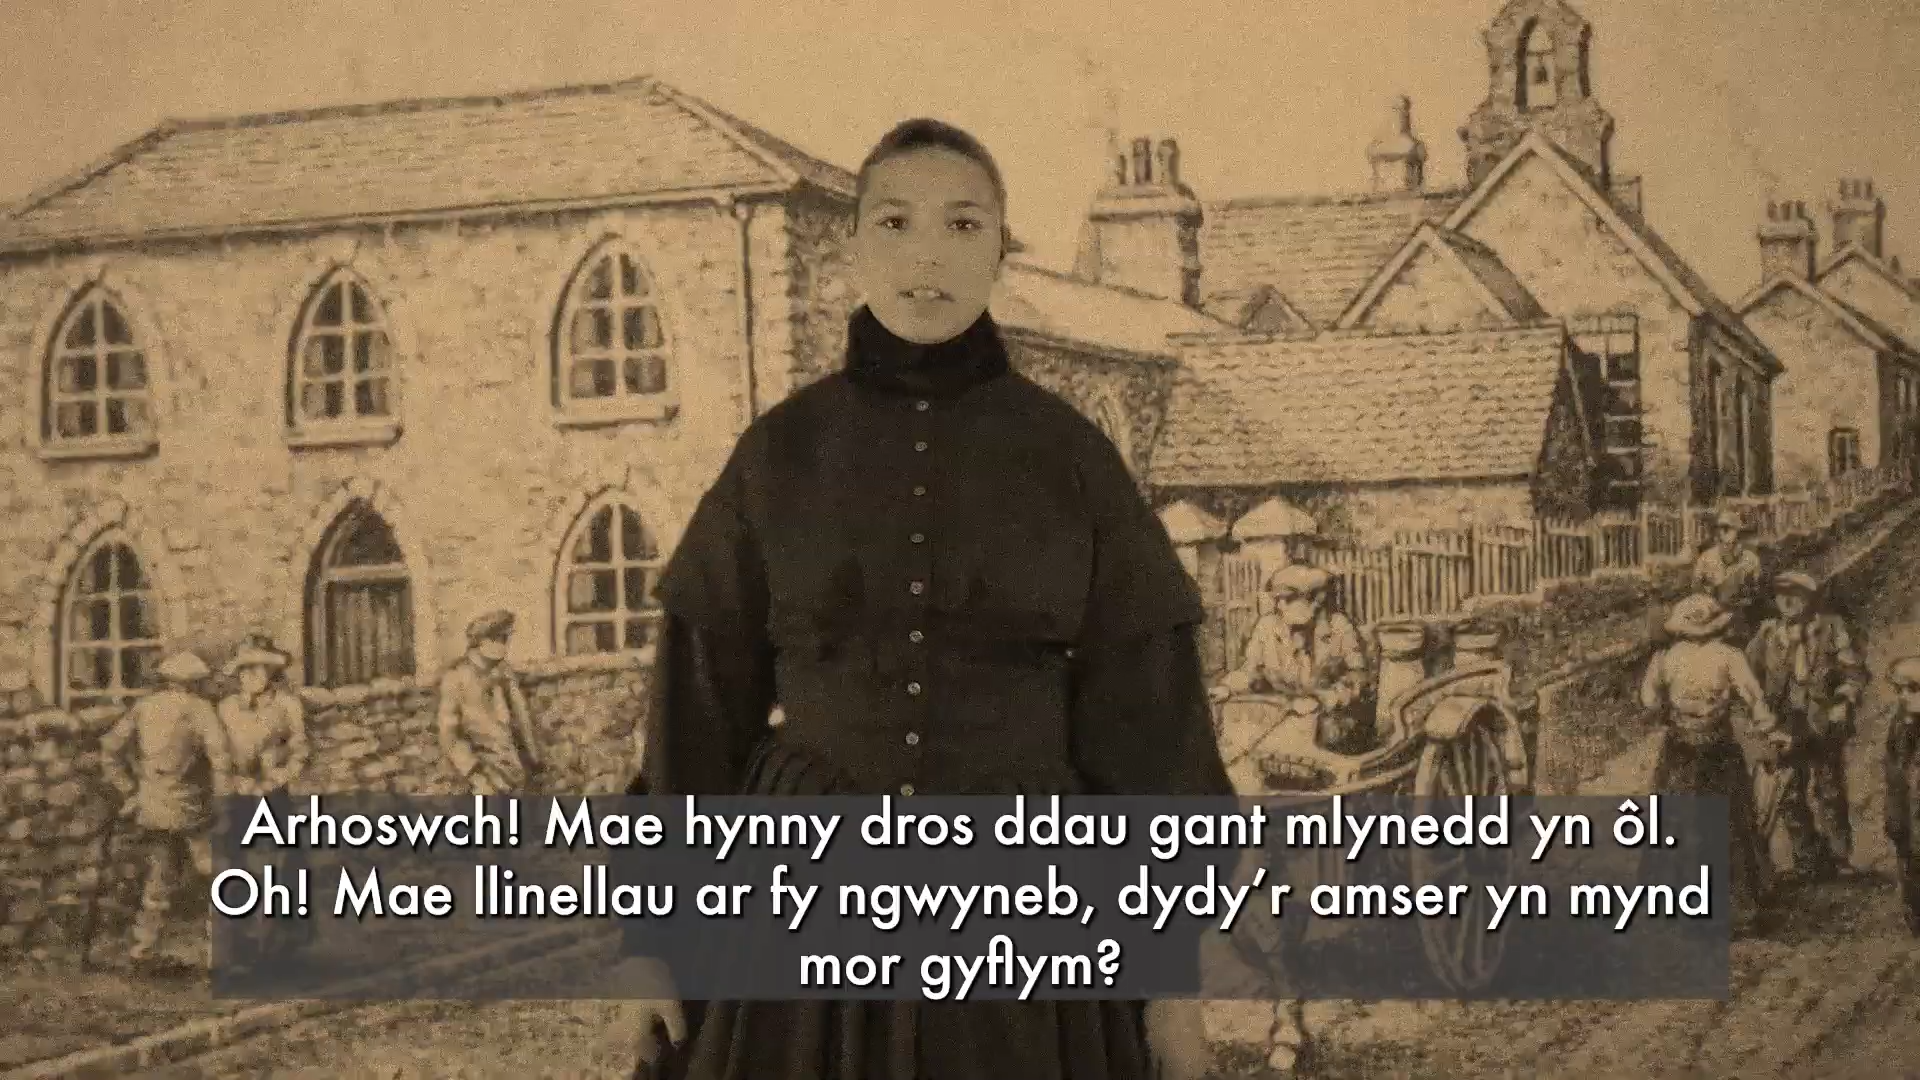 Arhoswch! Mae hynny dros ddau gant mlynedd yn ôl.
Oh! Mae llinellau ar fy ngwyneb, dydy’r amser yn mynd
mor gyflym?